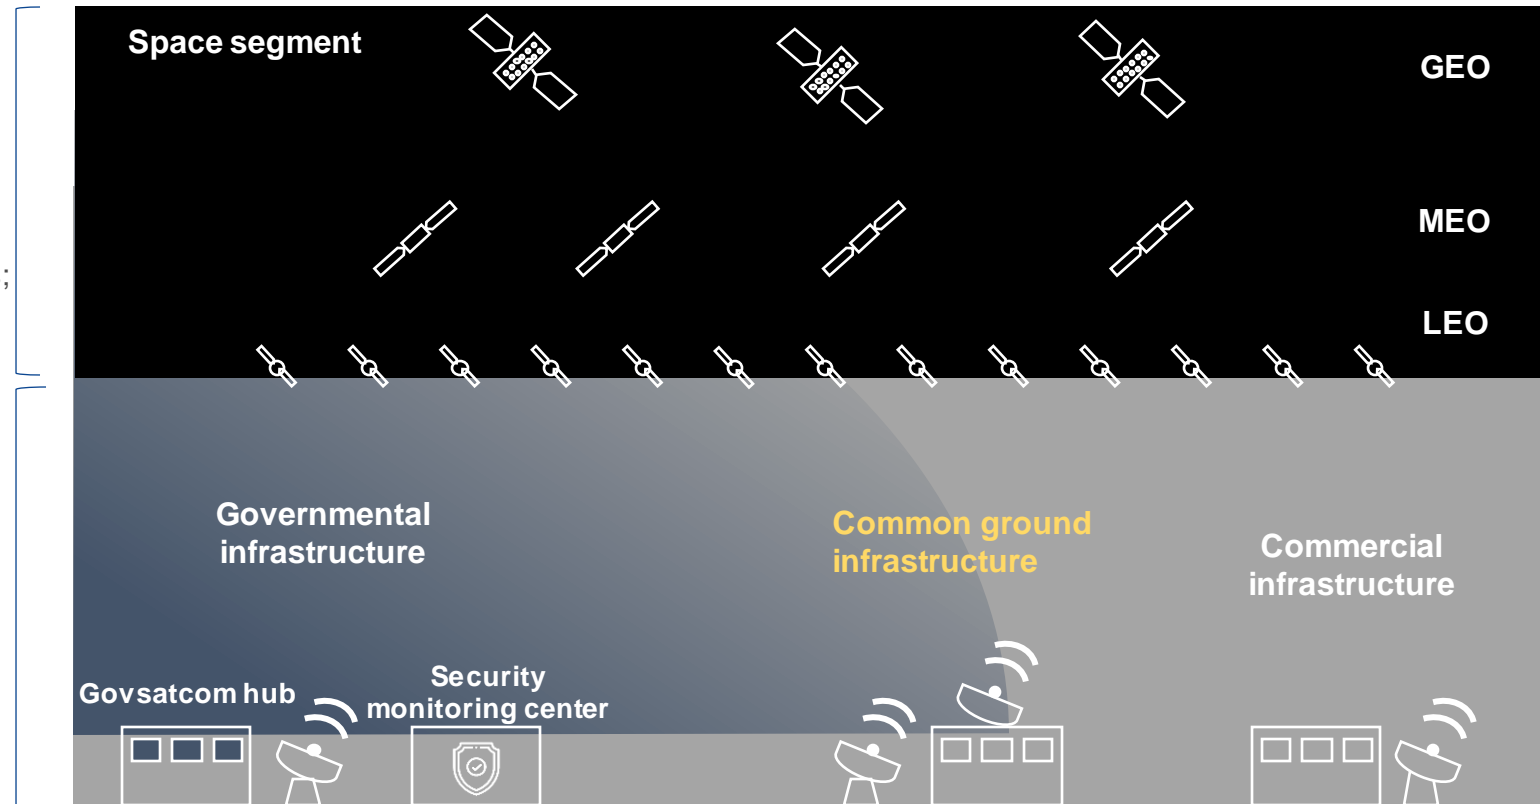 Space segment
GEO
MEO
;
LEO
Governmental
infrastructure
Common ground
infrastructure
Commercial
infrastructure
Govsatcom hub
Security
monitoring center